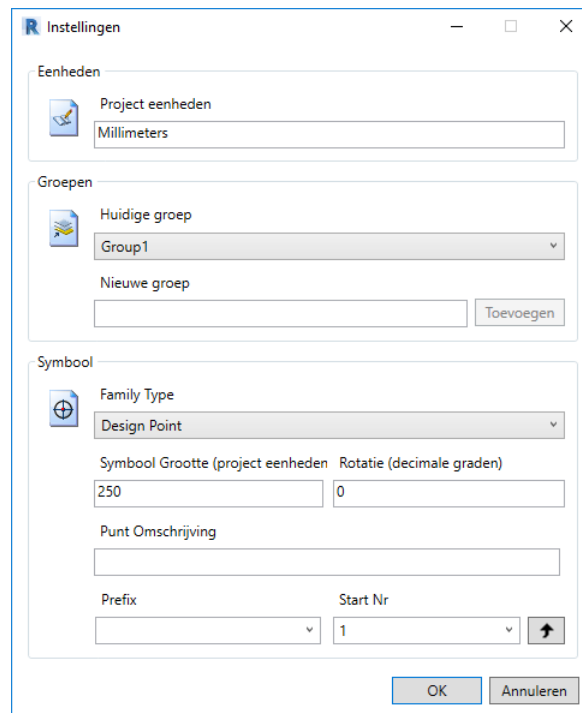 Instellingen
Eenheden
Project eenheden
Millimeters
Groepen
Huidige groep
Group1
Nieuwe groep
Toevoegen
Symbool
Family Type
Design Point
Symbool Grootte (project eenheden Rotatie (decimale graden)
250 0
Punt Omschrijving
Prefix Start Nr
1
OK Annuleren